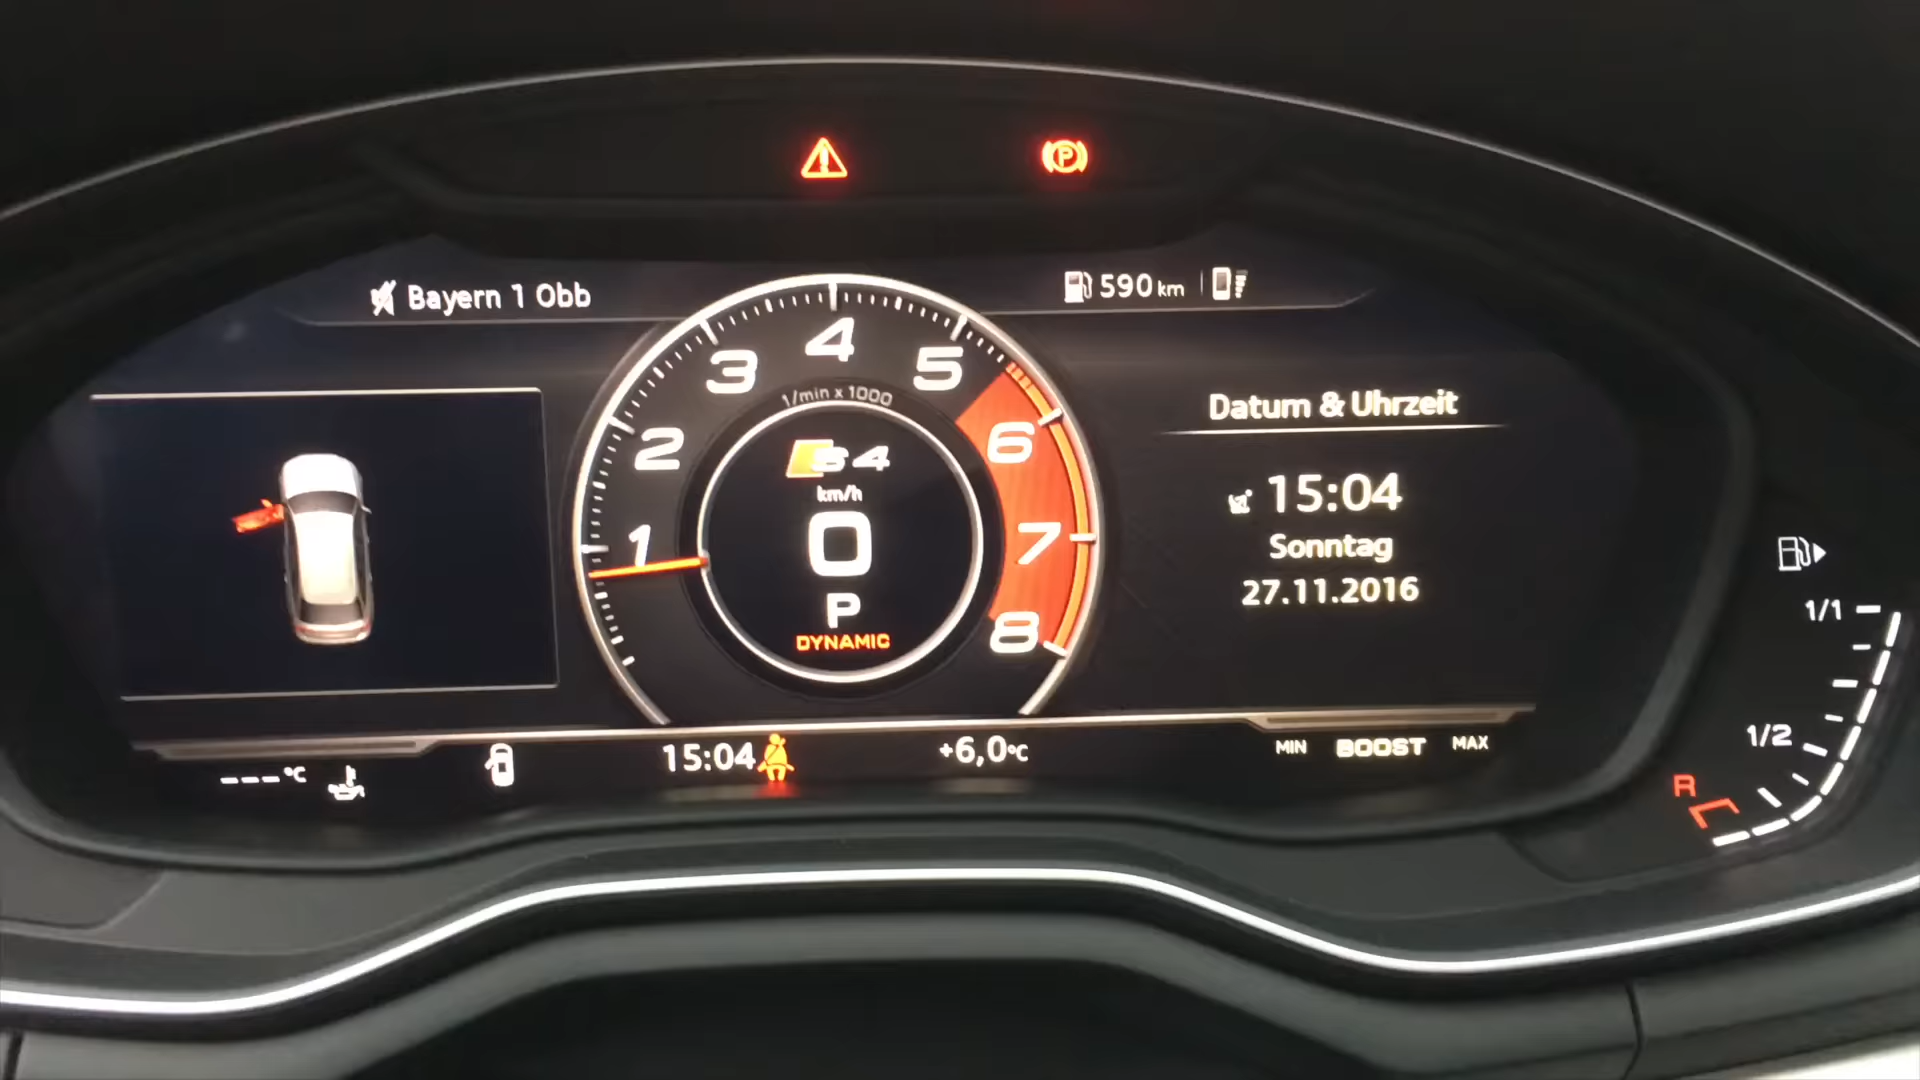 Bayern 1 Obb
590 km
1 2 3 4 5 6 7 8
1/min x 1000
S4
km/h
0
P
DYNAMIC
Datum & Uhrzeit
15:04
Sonntag
27.11.2016
1/1
1/2
R
---°C
15:04
+6,0°C
MIN BOOST MAX